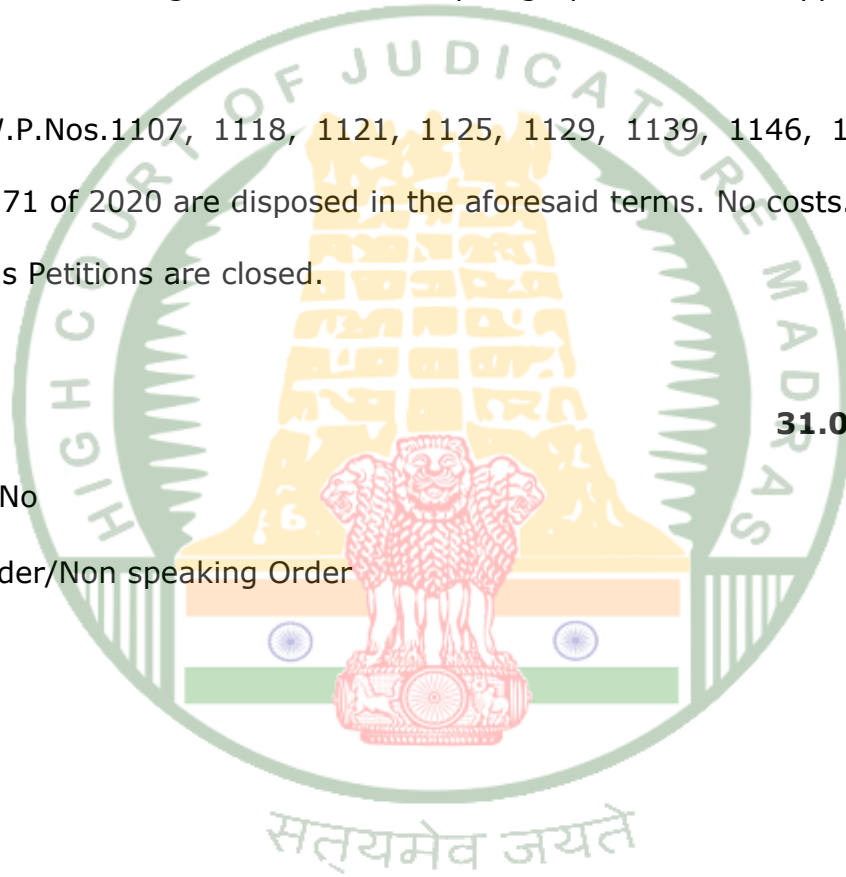 HIGH COURT OF JUDICATURE MADRAS
W.P.Nos.1107, 1118, 1121, 1125, 1129, 1139, 1146, 1
71 of 2020 are disposed in the aforesaid terms. No costs.
s Petitions are closed.
31.0
No
der/Non speaking Order
सत्यमेव जयते